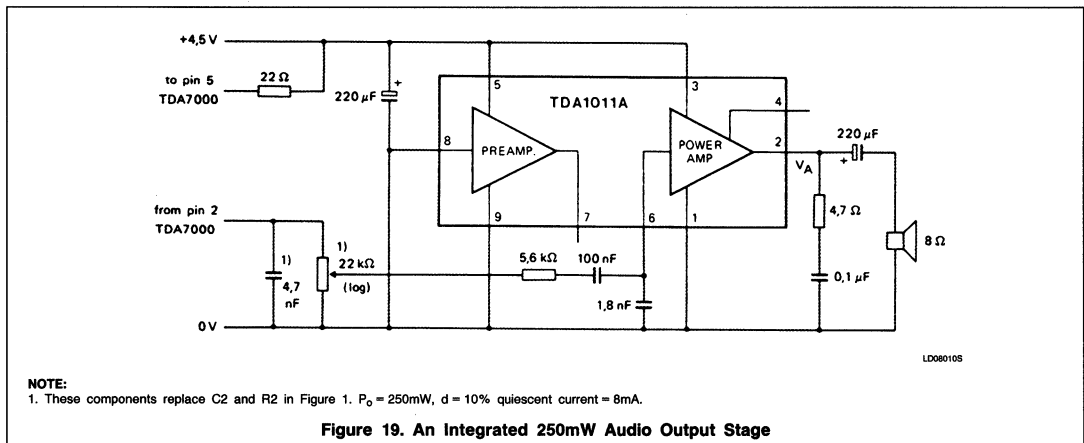 +4,5 V
to pin 5
TDA7000
22 Ω
220 μF
+
5
3
TDA1011A
4
8
PREAMP.
POWER
AMP
2
220 μF
+
V_A
from pin 2
TDA7000
9
7
6
1
4,7 Ω
8 Ω
1)
4,7
nF
1)
22 kΩ
(log)
5,6 kΩ
100 nF
1,8 nF
0,1 μF
0 V
LD08010S
NOTE:
1. These components replace C2 and R2 in Figure 1. P_o = 250mW, d = 10% quiescent current = 8mA.
Figure 19. An Integrated 250mW Audio Output Stage